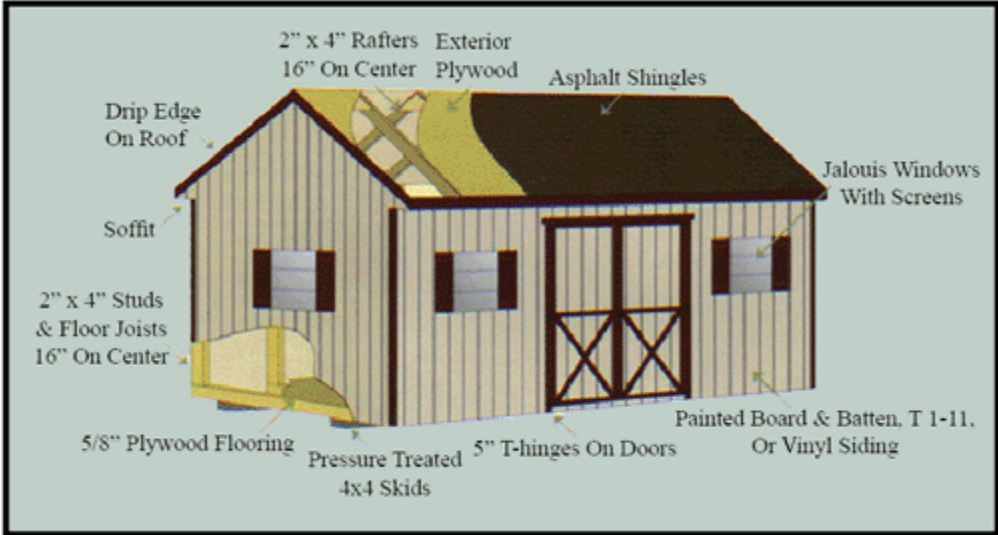 2” x 4” Rafters
16” On Center
Exterior
Plywood
Asphalt Shingles
Drip Edge
On Roof
Jalouis Windows
With Screens
Soffit
2” x 4” Studs
& Floor Joists
16” On Center
5/8” Plywood Flooring
Pressure Treated
4x4 Skids
5” T-hinges On Doors
Painted Board & Batten, T 1-11,
Or Vinyl Siding